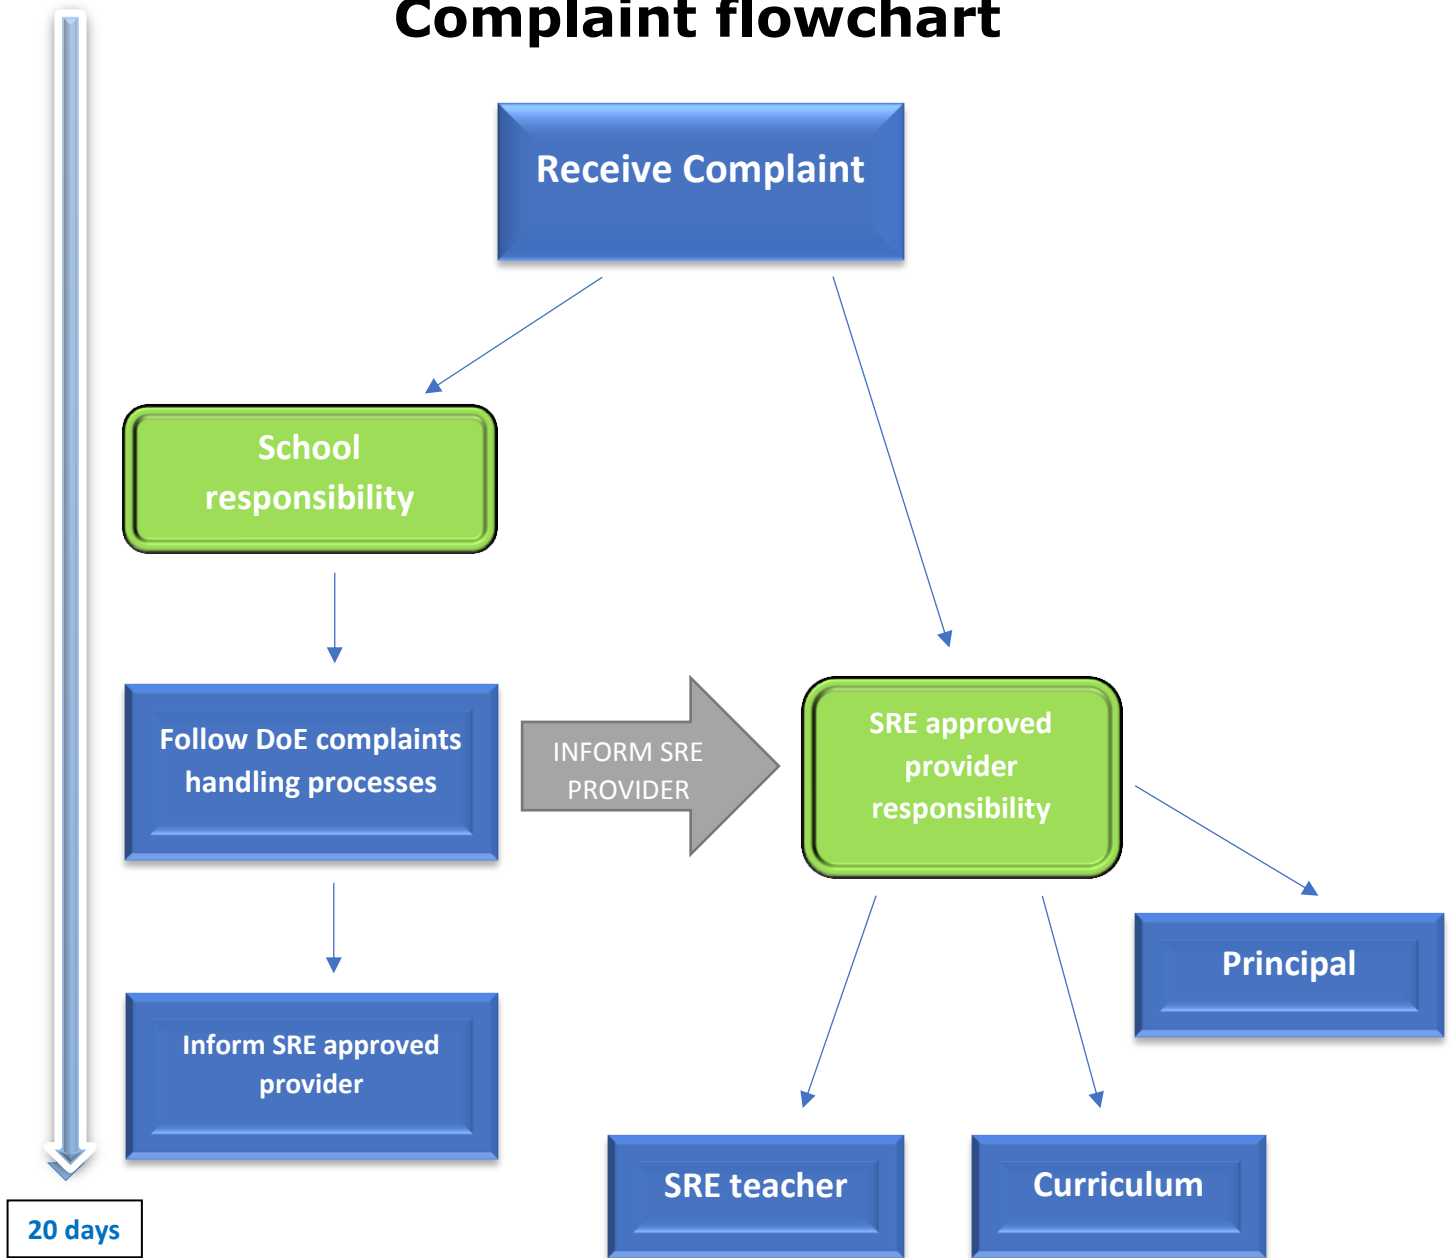 Complaint flowchart
Receive Complaint
School
responsibility
Follow DoE complaints
handling processes
INFORM SRE
PROVIDER
SRE approved
provider
responsibility
Principal
Inform SRE approved
provider
SRE teacher
Curriculum
20 days